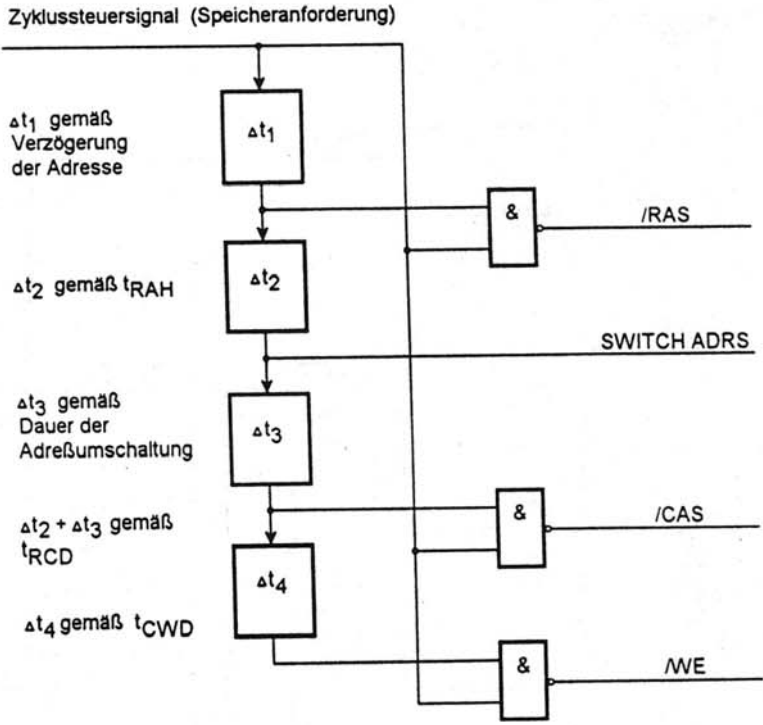 Zyklussteuersignal (Speicheranforderung)
Δt1 gemäß
Verzögerung
der Adresse
Δt1
&
/RAS
Δt2 gemäß tRAH
Δt2
SWITCH ADRS
Δt3 gemäß
Dauer der
Adreßumschaltung
Δt3
Δt2 + Δt3 gemäß
tRCD
&
/CAS
Δt4
Δt4 gemäß tCWD
&
/WE